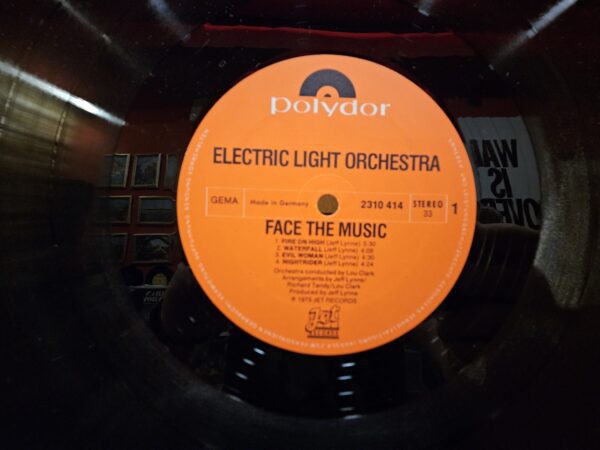 polydor
ELECTRIC LIGHT ORCHESTRA
GEMA Made in Germany 2310 414 STEREO 33 1
FACE THE MUSIC
1. FIRE ON HIGH (Jeff Lynne) 5:30
2. WATERFALL (Jeff Lynne) 4:08
3. EVIL WOMAN (Jeff Lynne) 4:30
4. NIGHTRIDER (Jeff Lynne) 4:24
Orchestra conducted by Lou Clark
Arrangements by Jeff Lynne/
Richard Tandy/Lou Clark
Produced by Jeff Lynne
℗ 1975 JET RECORDS
Jet
RECORDS
WAR
IS
OVER